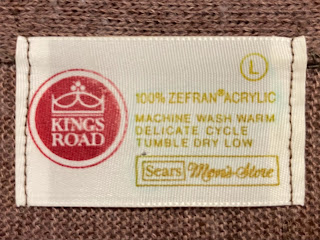 L
KINGS
ROAD
100% ZEFRAN® ACRYLIC
MACHINE WASH WARM
DELICATE CYCLE
TUMBLE DRY LOW
Sears Men's Store